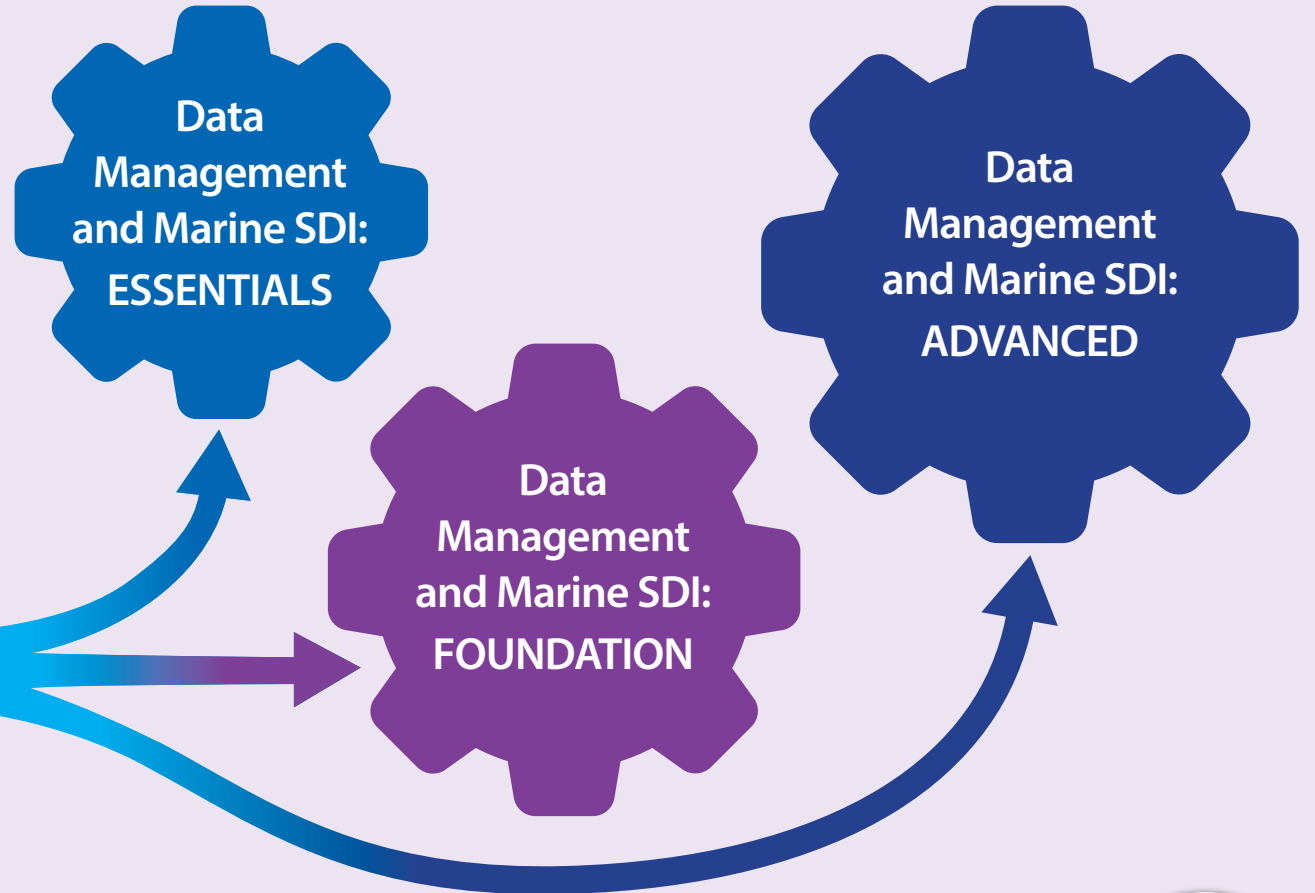 Data
Management
and Marine SDI:
ESSENTIALS
Data
Management
and Marine SDI:
FOUNDATION
Data
Management
and Marine SDI:
ADVANCED